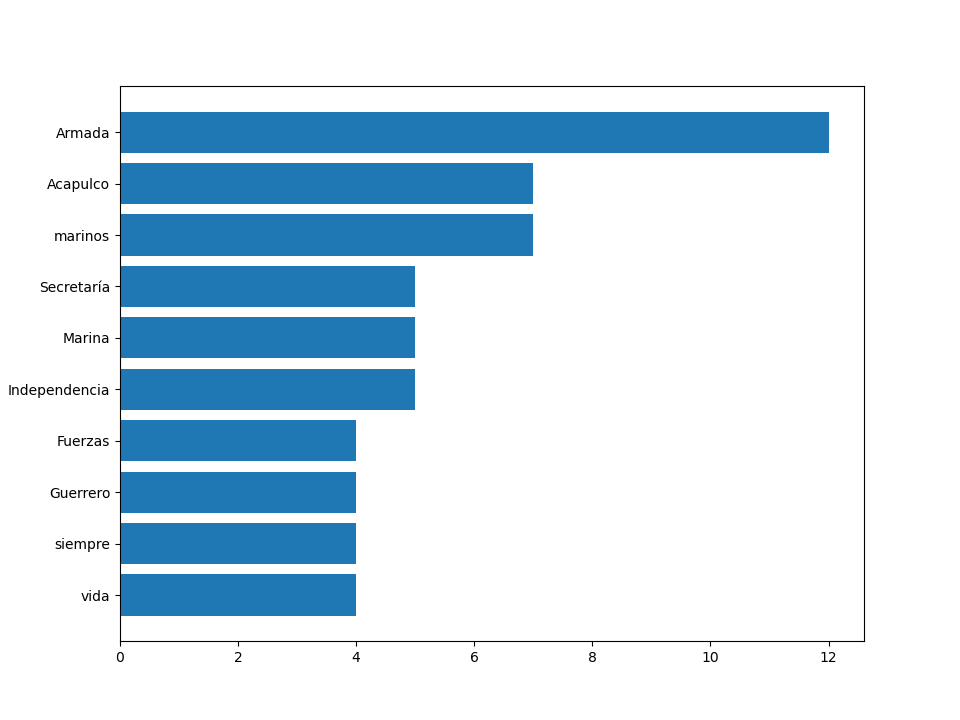 Armada
Acapulco
marinos
Secretaría
Marina
Independencia
Fuerzas
Guerrero
siempre
vida
0 2 4 6 8 10 12